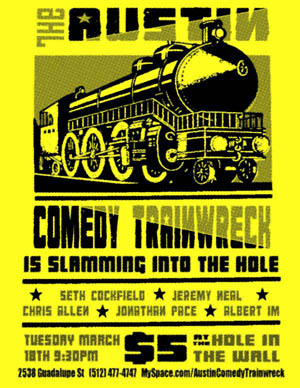 THE AUSTIN
COMEDY TRAINWRECK
IS SLAMMING INTO THE HOLE
★ SETH COCKFIELD ★ JEREMY NEAL
CHRIS ALLEN ★ JONATHAN PACE ★ ALBERT IM
TUESDAY MARCH
18TH 9:30PM
$5
AT THE HOLE IN
THE WALL
2538 Guadalupe St (512) 477-4747 MySpace.com/AustinComedyTrainwreck